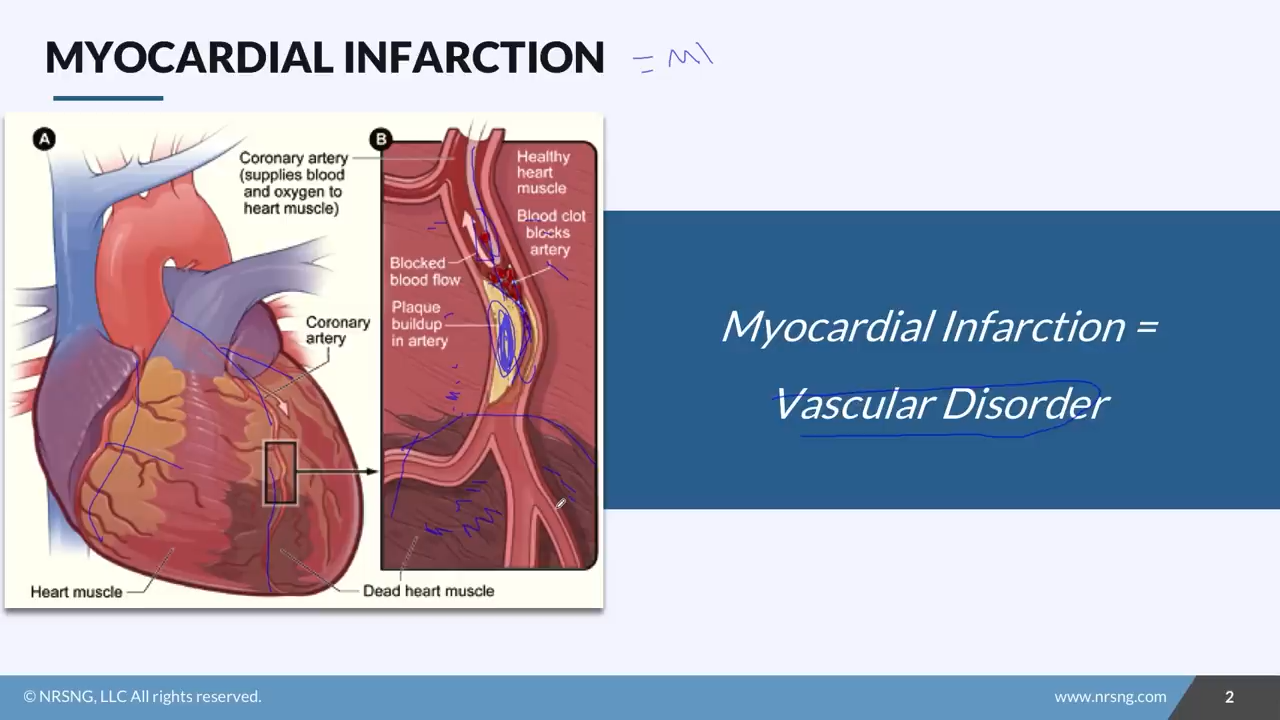 MYOCARDIAL INFARCTION = MI
A
B
Coronary artery
(supplies blood
and oxygen to
heart muscle)
Healthy
heart
muscle
Blood clot
blocks
artery
Blocked
blood flow
Plaque
buildup
in artery
Coronary
artery
Heart muscle
Dead heart muscle
Myocardial Infarction =
Vascular Disorder
© NRSNG, LLC All rights reserved.
www.nrsng.com
2